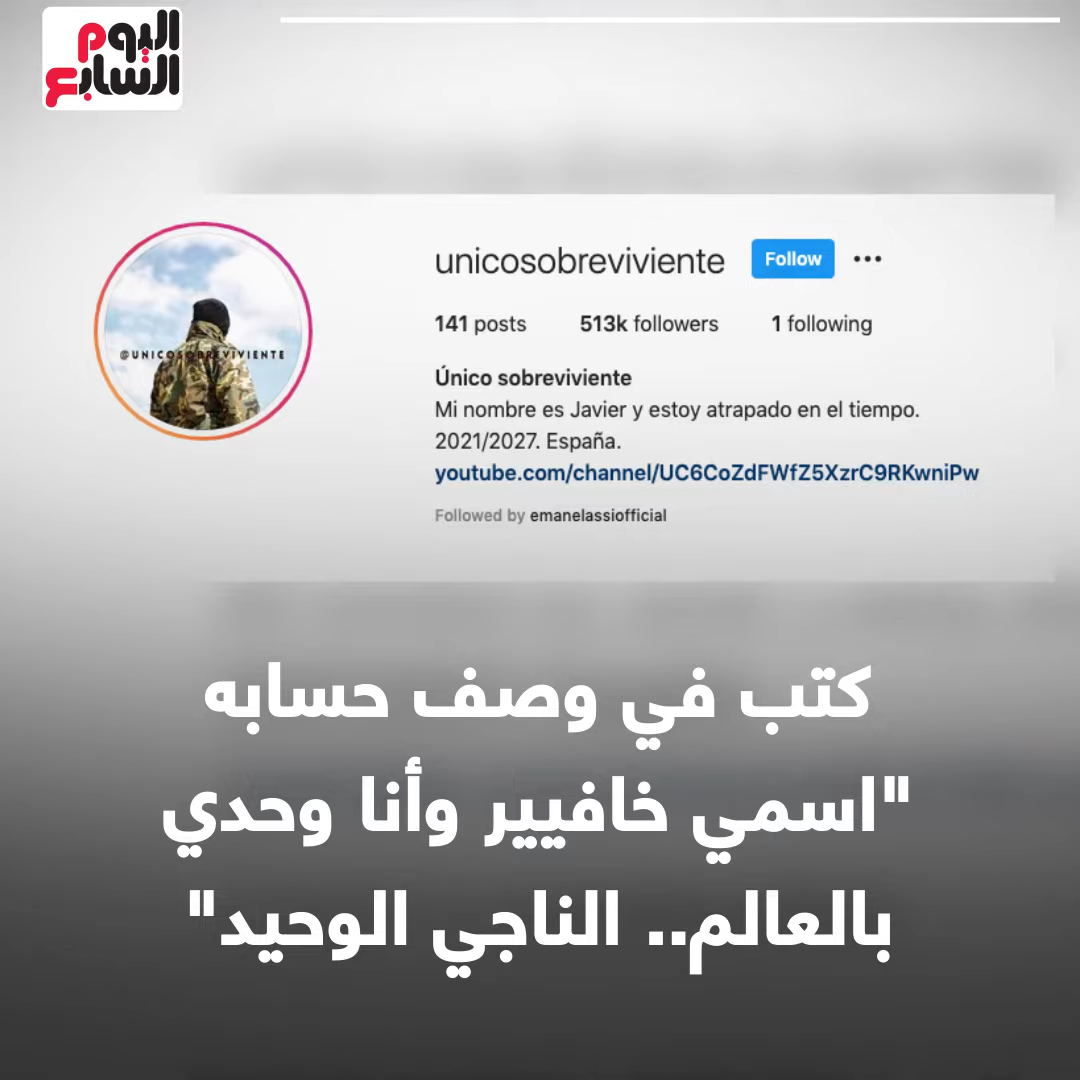 اليوم
السابع
@UNICOSOBREVIVIENTE
unicosobreviviente Follow •••
141 posts 513k followers 1 following
Único sobreviviente
Mi nombre es Javier y estoy atrapado en el tiempo.
2021/2027. España.
youtube.com/channel/UC6CoZdFWfZ5XzrC9RKwniPw
Followed by emanelassiofficial
كتب في وصف حسابه
"اسمي خافيير وأنا وحدي
بالعالم.. الناجي الوحيد"